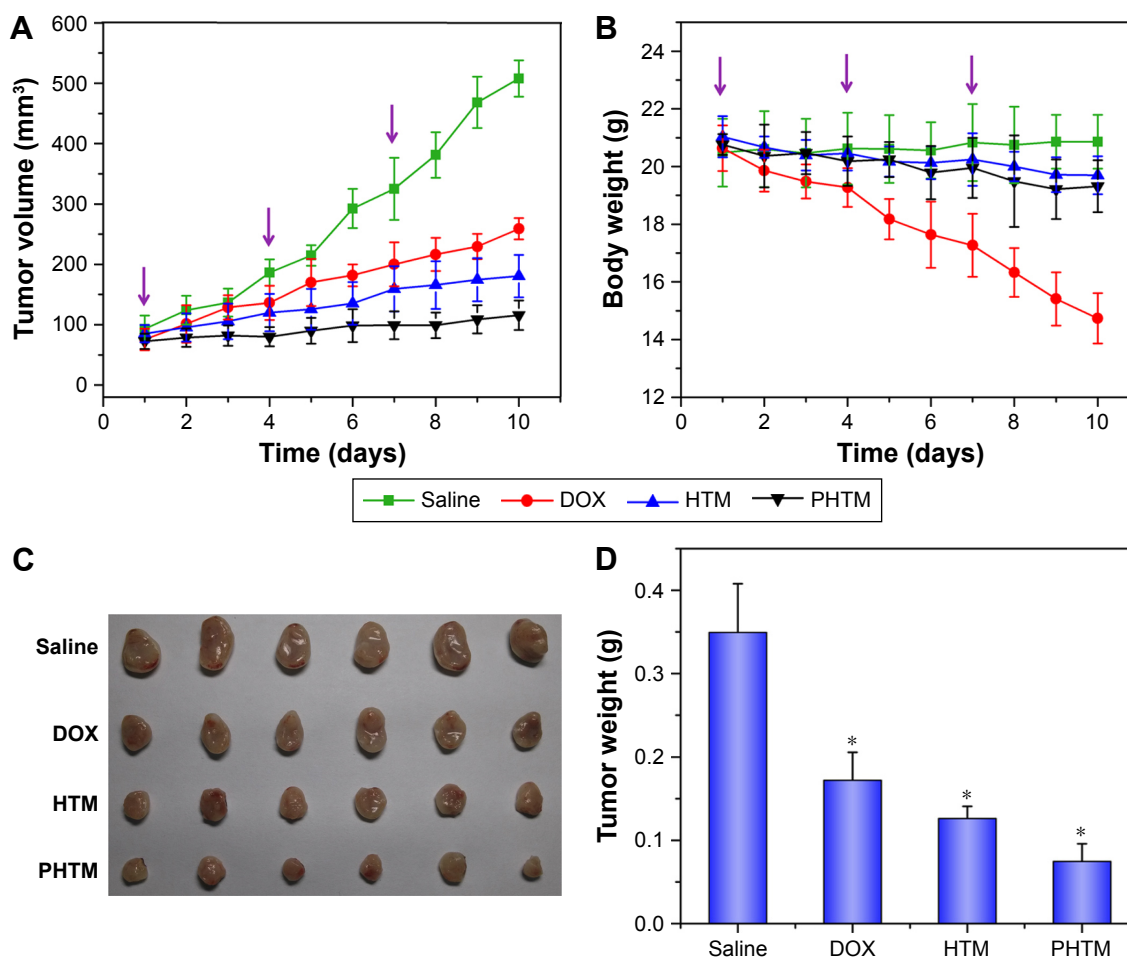 A
Tumor volume (mm³)
600
500
400
300
200
100
0
0 2 4 6 8 10
Time (days)
B
Body weight (g)
24
22
20
18
16
14
12
0 2 4 6 8 10
Time (days)
Saline DOX HTM PHTM
C
Saline
DOX
HTM
PHTM
D
Tumor weight (g)
0.4
0.3
0.2
0.1
0.0
* * *
Saline DOX HTM PHTM